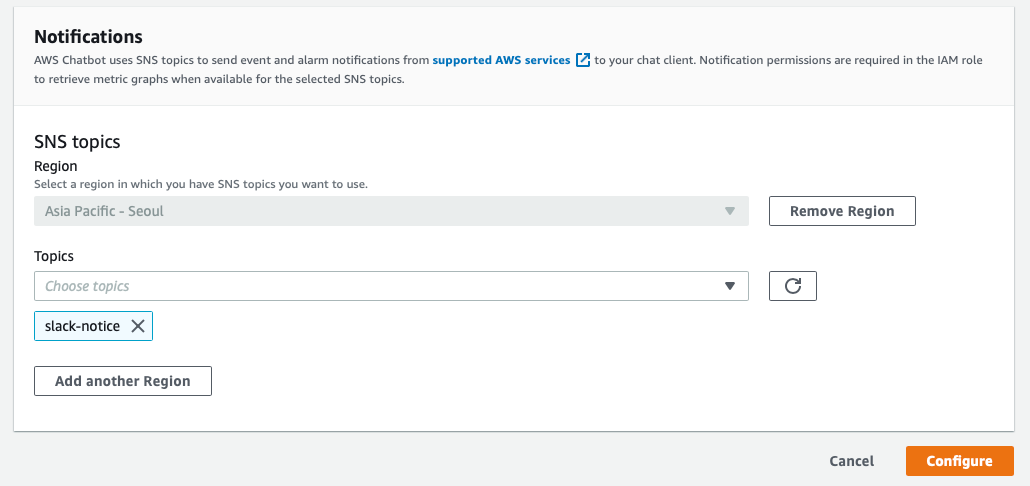 Notifications
AWS Chatbot uses SNS topics to send event and alarm notifications from supported AWS services to your chat client. Notification permissions are required in the IAM role
to retrieve metric graphs when available for the selected SNS topics.
SNS topics
Region
Select a region in which you have SNS topics you want to use.
Asia Pacific - Seoul
Remove Region
Topics
Choose topics
slack-notice
Add another Region
Cancel
Configure